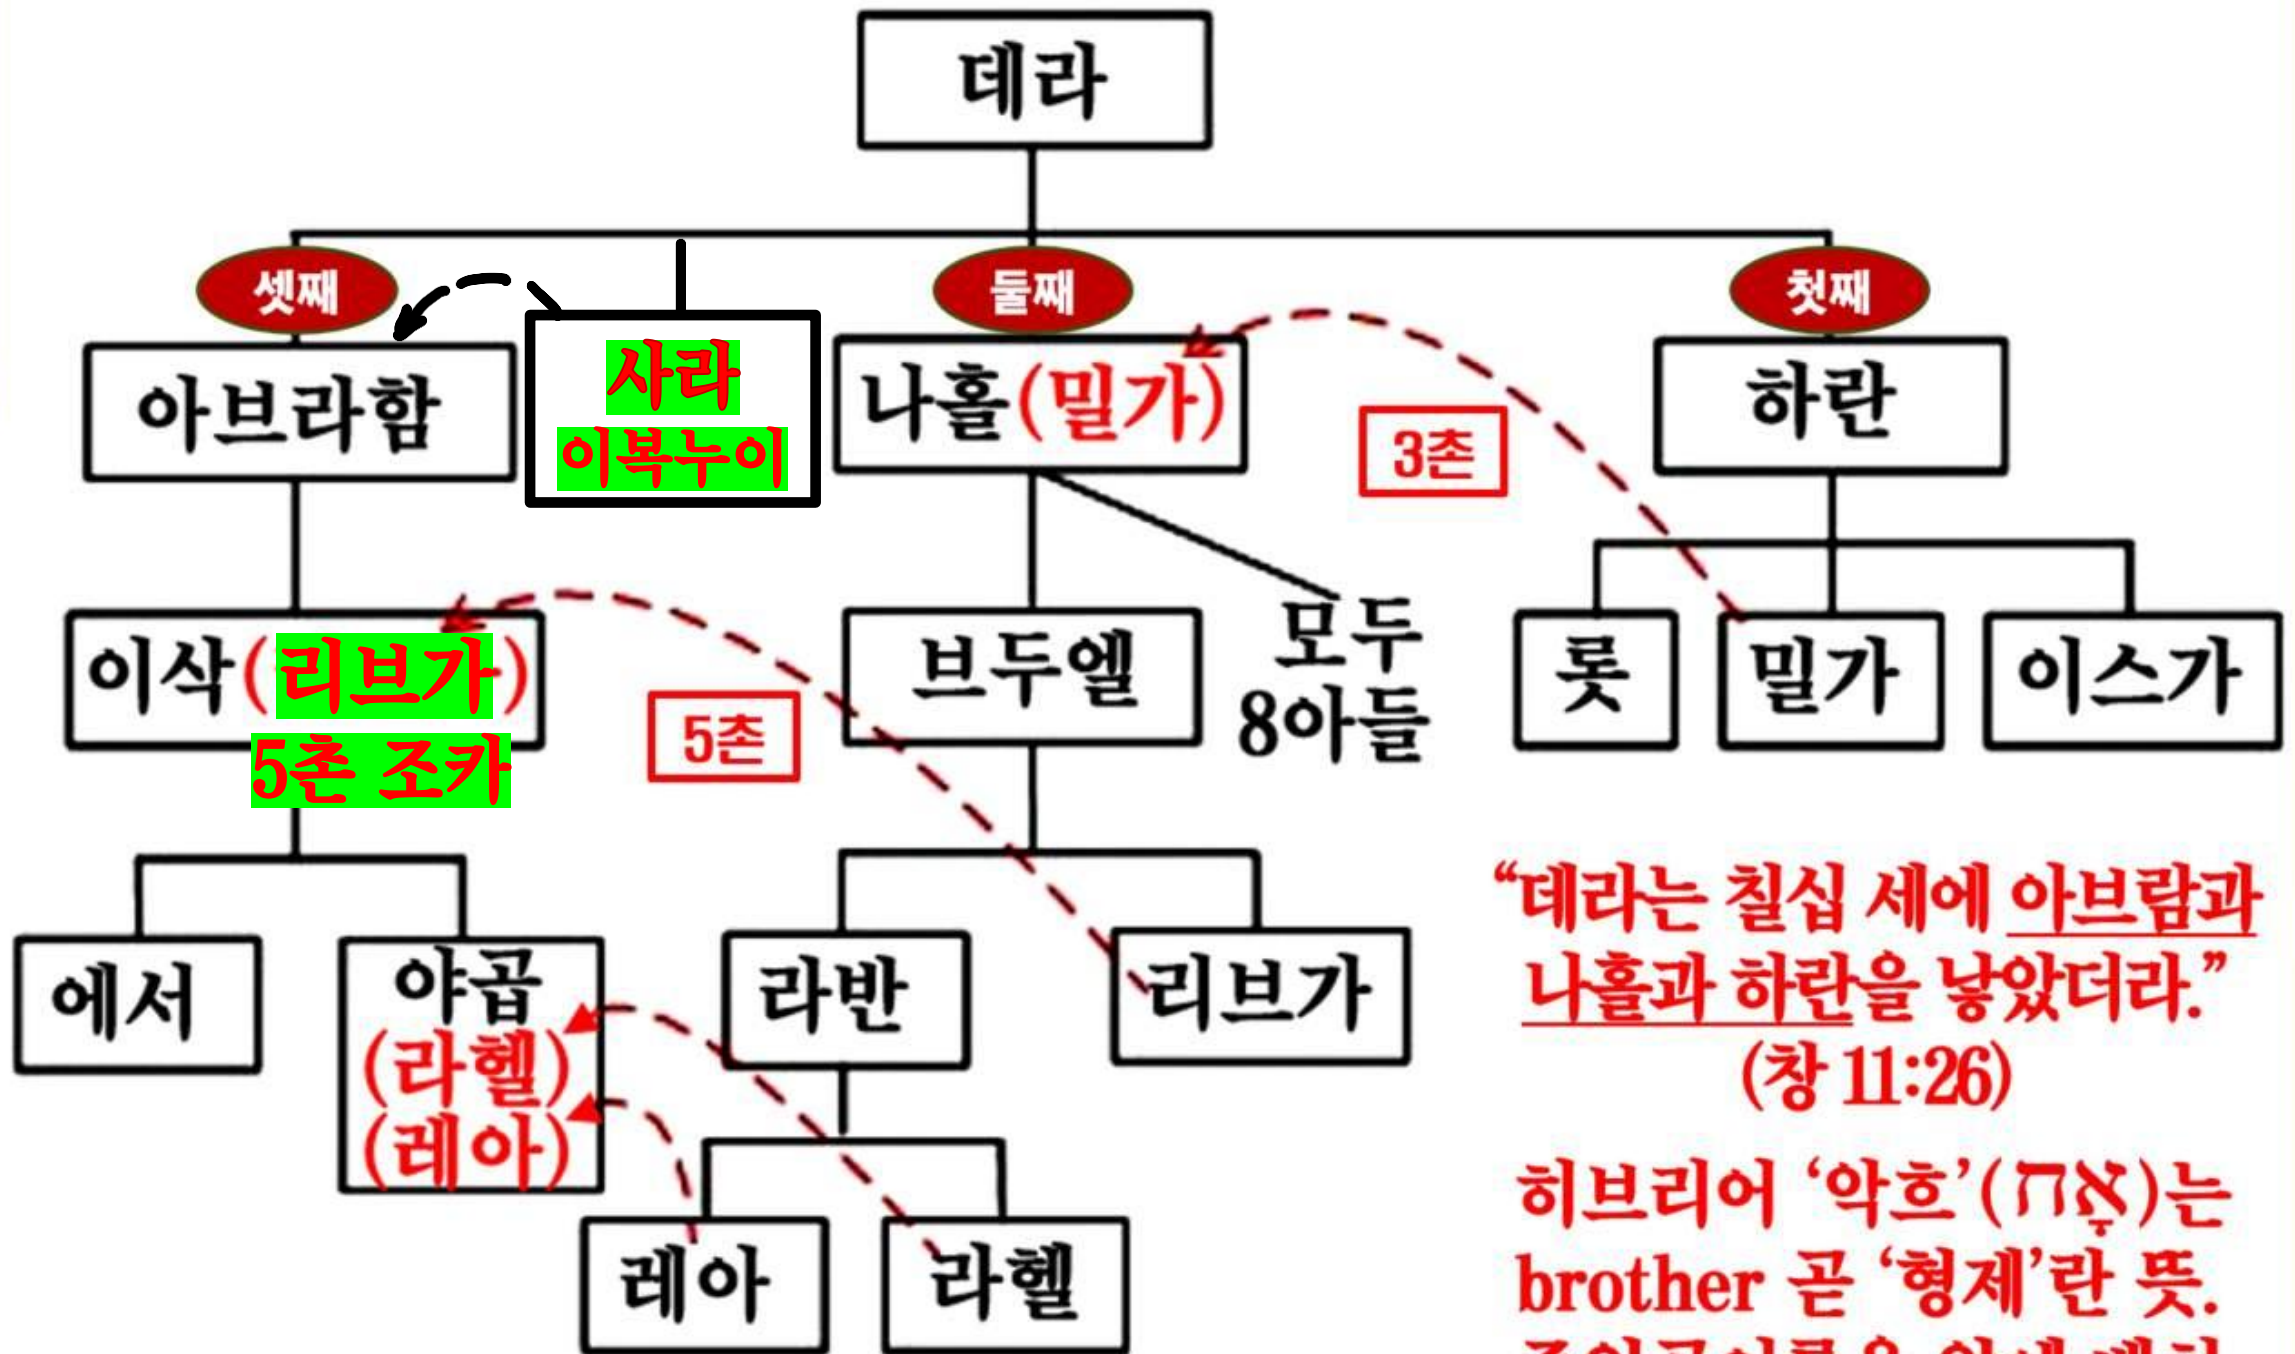 데라
셋째
둘째
첫째
아브라함
사라
이복누이
나홀(밀가)
하란
3촌
이삭(리브가)
5촌 조카
5촌
브두엘
모두
8아들
롯
밀가
이스가
에서
야곱
(라헬)
(레아)
라반
리브가
레아
라헬
“데라는 칠십 세에 아브람과
나홀과 하란을 낳았더라.”
(창 11:26)
히브리어 ‘악흐’(אָח)는
brother 곧 ‘형제’란 뜻.